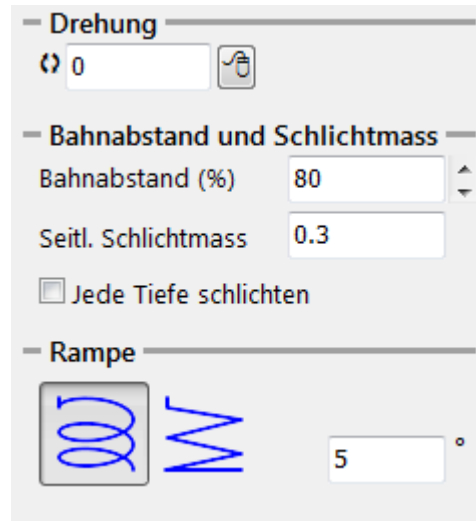 Drehung
0
Bahnabstand und Schlichtmass
Bahnabstand (%) 80
Seitl. Schlichtmass 0.3
Jede Tiefe schlichten
Rampe
5 °